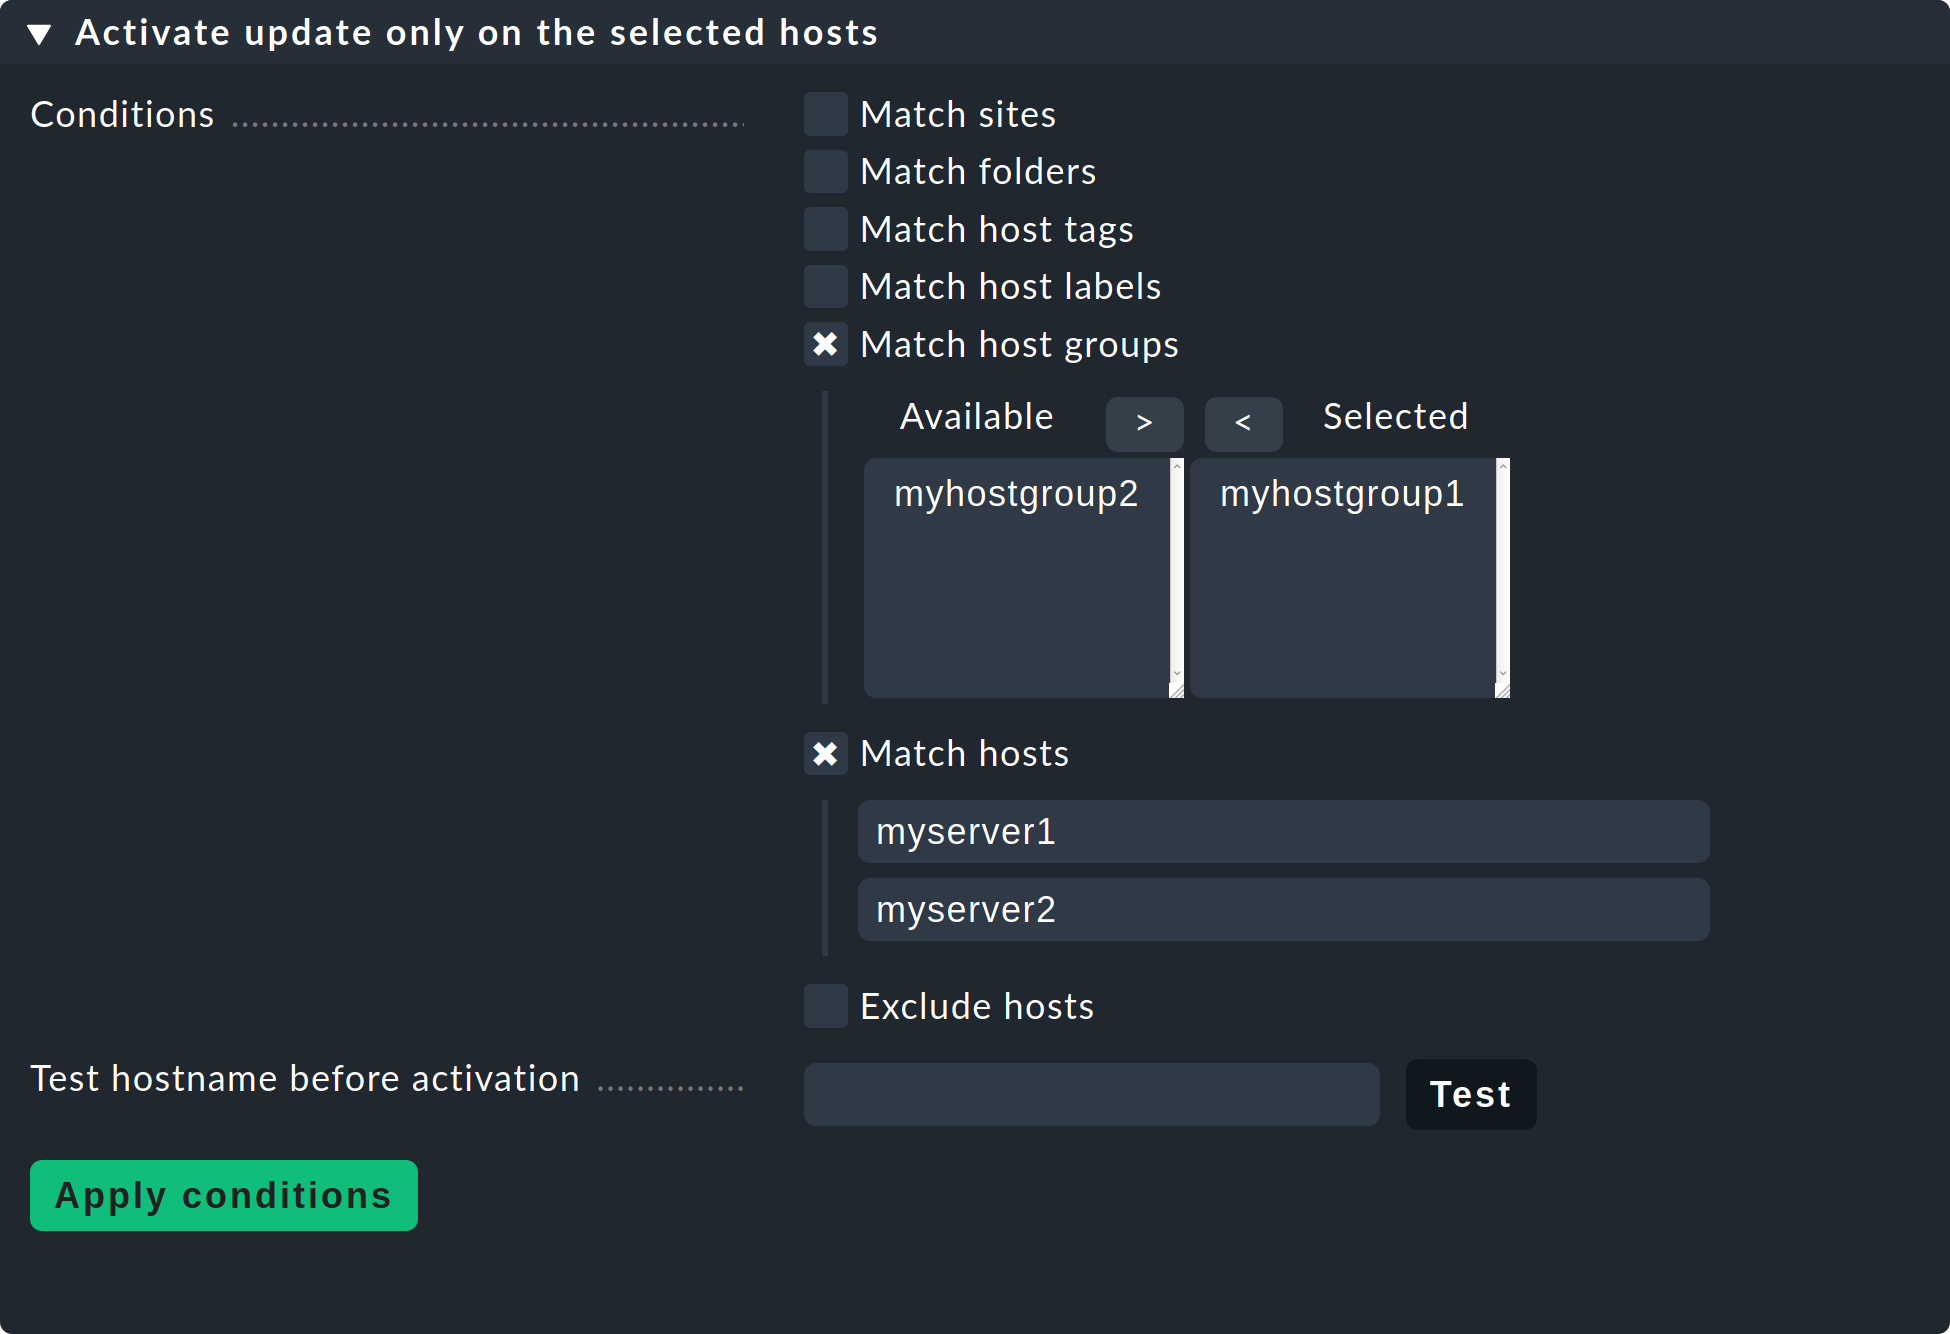 Activate update only on the selected hosts
Conditions
Match sites
Match folders
Match host tags
Match host labels
Match host groups
Available > < Selected
myhostgroup2 myhostgroup1
Match hosts
myserver1
myserver2
Exclude hosts
Test hostname before activation Test
Apply conditions